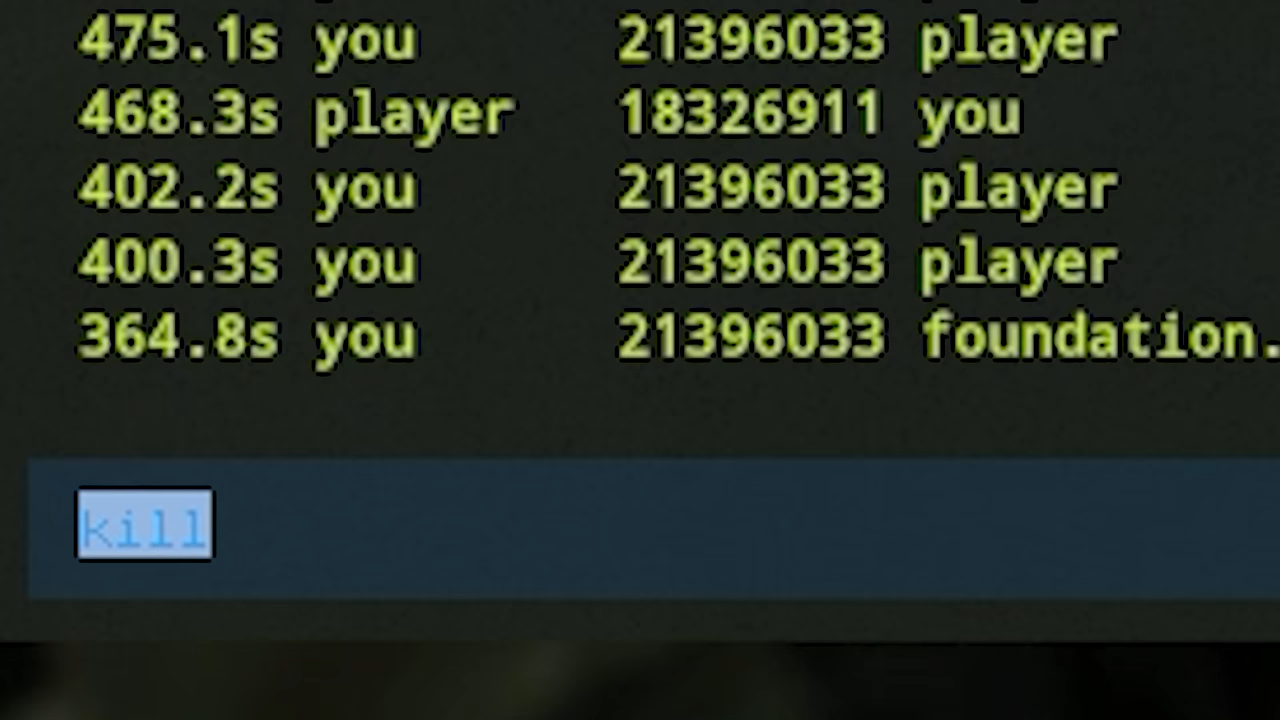 475.1s you 21396033 player
468.3s player 18326911 you
402.2s you 21396033 player
400.3s you 21396033 player
364.8s you 21396033 foundation.
kill